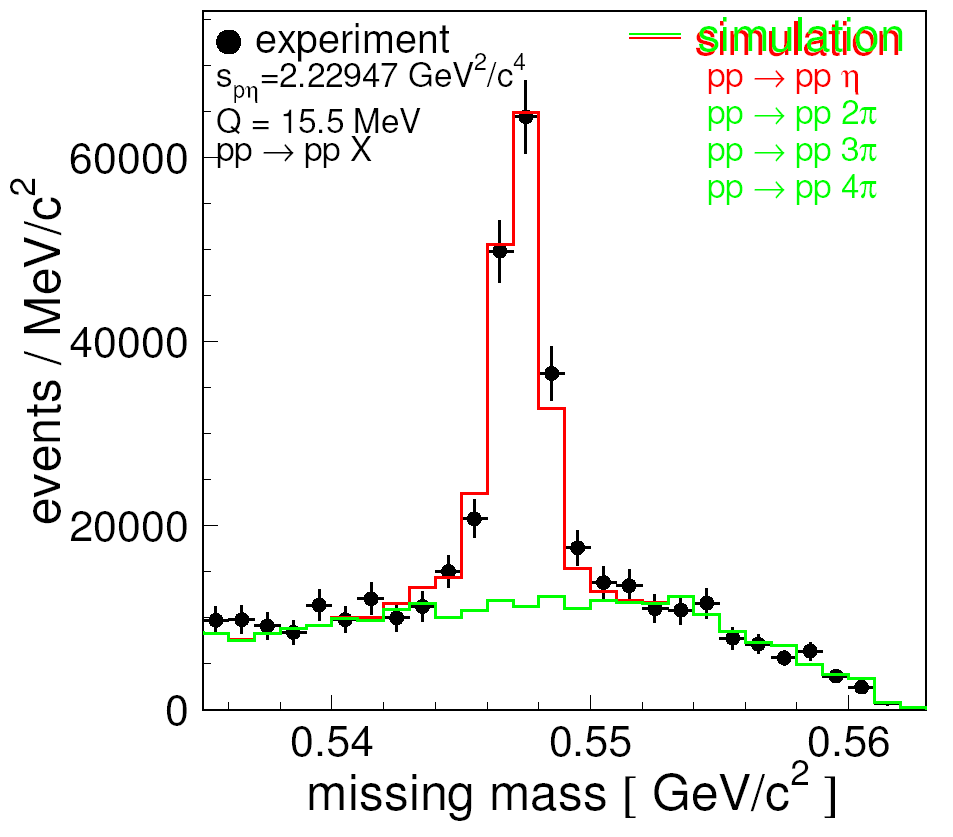 experiment
s_pη=2.22947 GeV²/c⁴
Q = 15.5 MeV
pp → pp X
simulation
pp → pp η
pp → pp 2π
pp → pp 3π
pp → pp 4π
events / MeV/c²
60000
40000
20000
0
0.54 0.55 0.56
missing mass [ GeV/c² ]